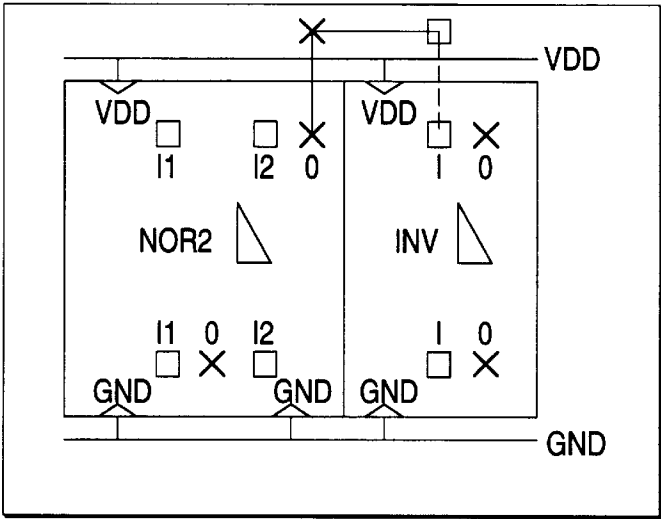 VDD
VDD VDD
I1 I2 0 I 0
NOR2 INV
I1 0 I2 I 0
GND GND GND
GND